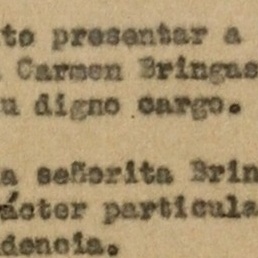 to presentar a
Carmen Bringas
u digno cargo.
a señorita Brin
ácter particula
dencia.